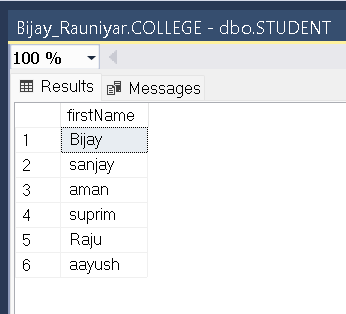 Bijay_Rauniyar.COLLEGE - dbo.STUDENT
100 %
Results Messages
firstName
1 Bijay
2 sanjay
3 aman
4 suprim
5 Raju
6 aayush